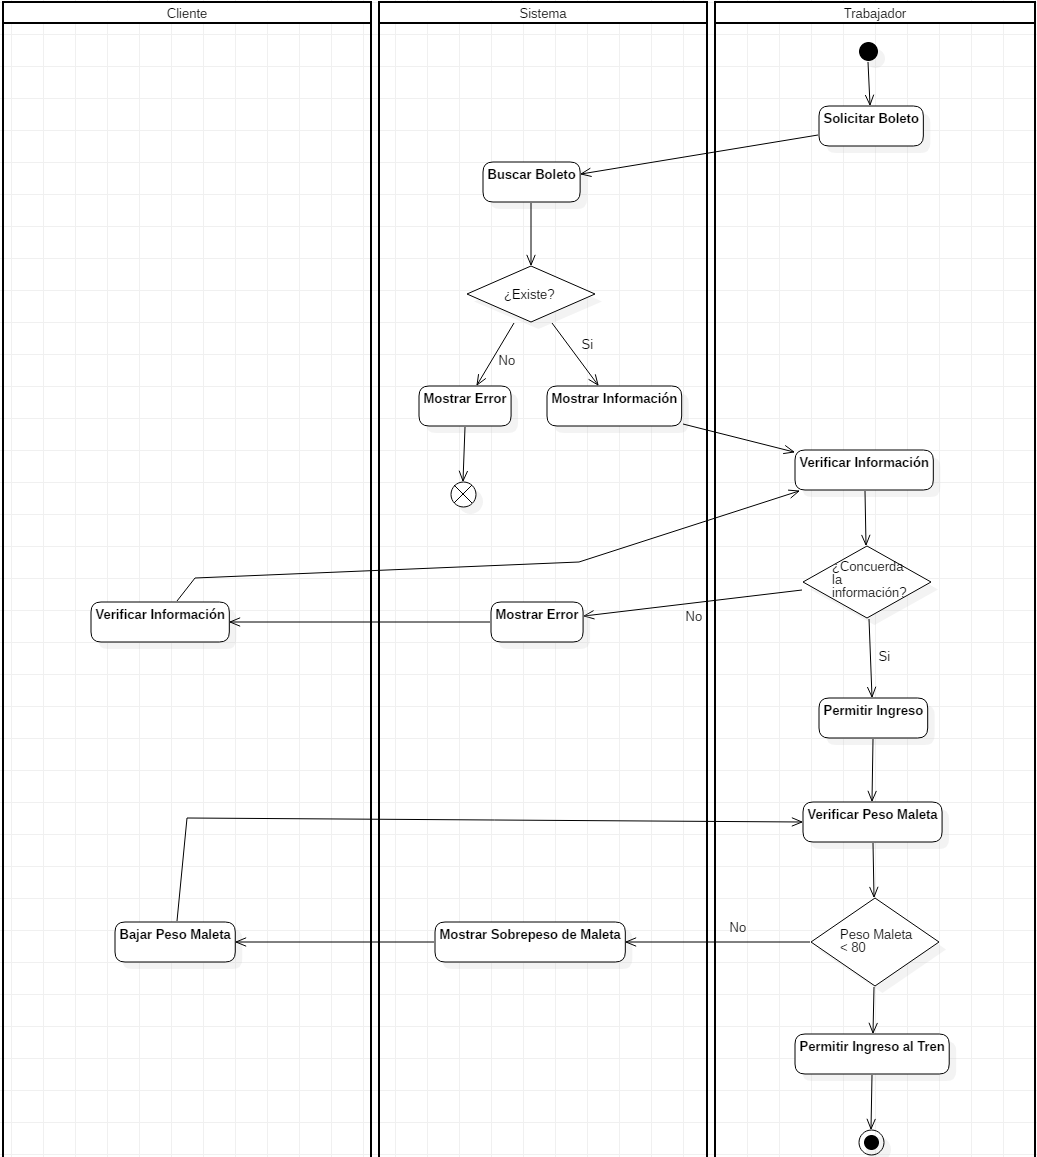 Cliente
Sistema
Trabajador
Solicitar Boleto
Buscar Boleto
¿Existe?
No
Si
Mostrar Error
Mostrar Información
Verificar Información
¿Concuerda
la
información?
No
Si
Mostrar Error
Verificar Información
Permitir Ingreso
Verificar Peso Maleta
Peso Maleta
< 80
No
Mostrar Sobrepeso de Maleta
Bajar Peso Maleta
Permitir Ingreso al Tren